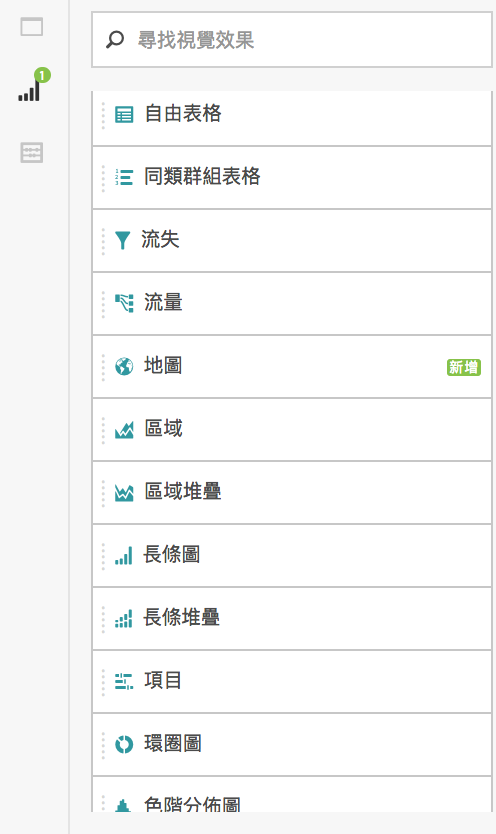 1
尋找視覺效果
自由表格
同類群組表格
流失
流量
地圖
新增
區域
區域堆疊
長條圖
長條堆疊
項目
環圈圖
色階分佈圖